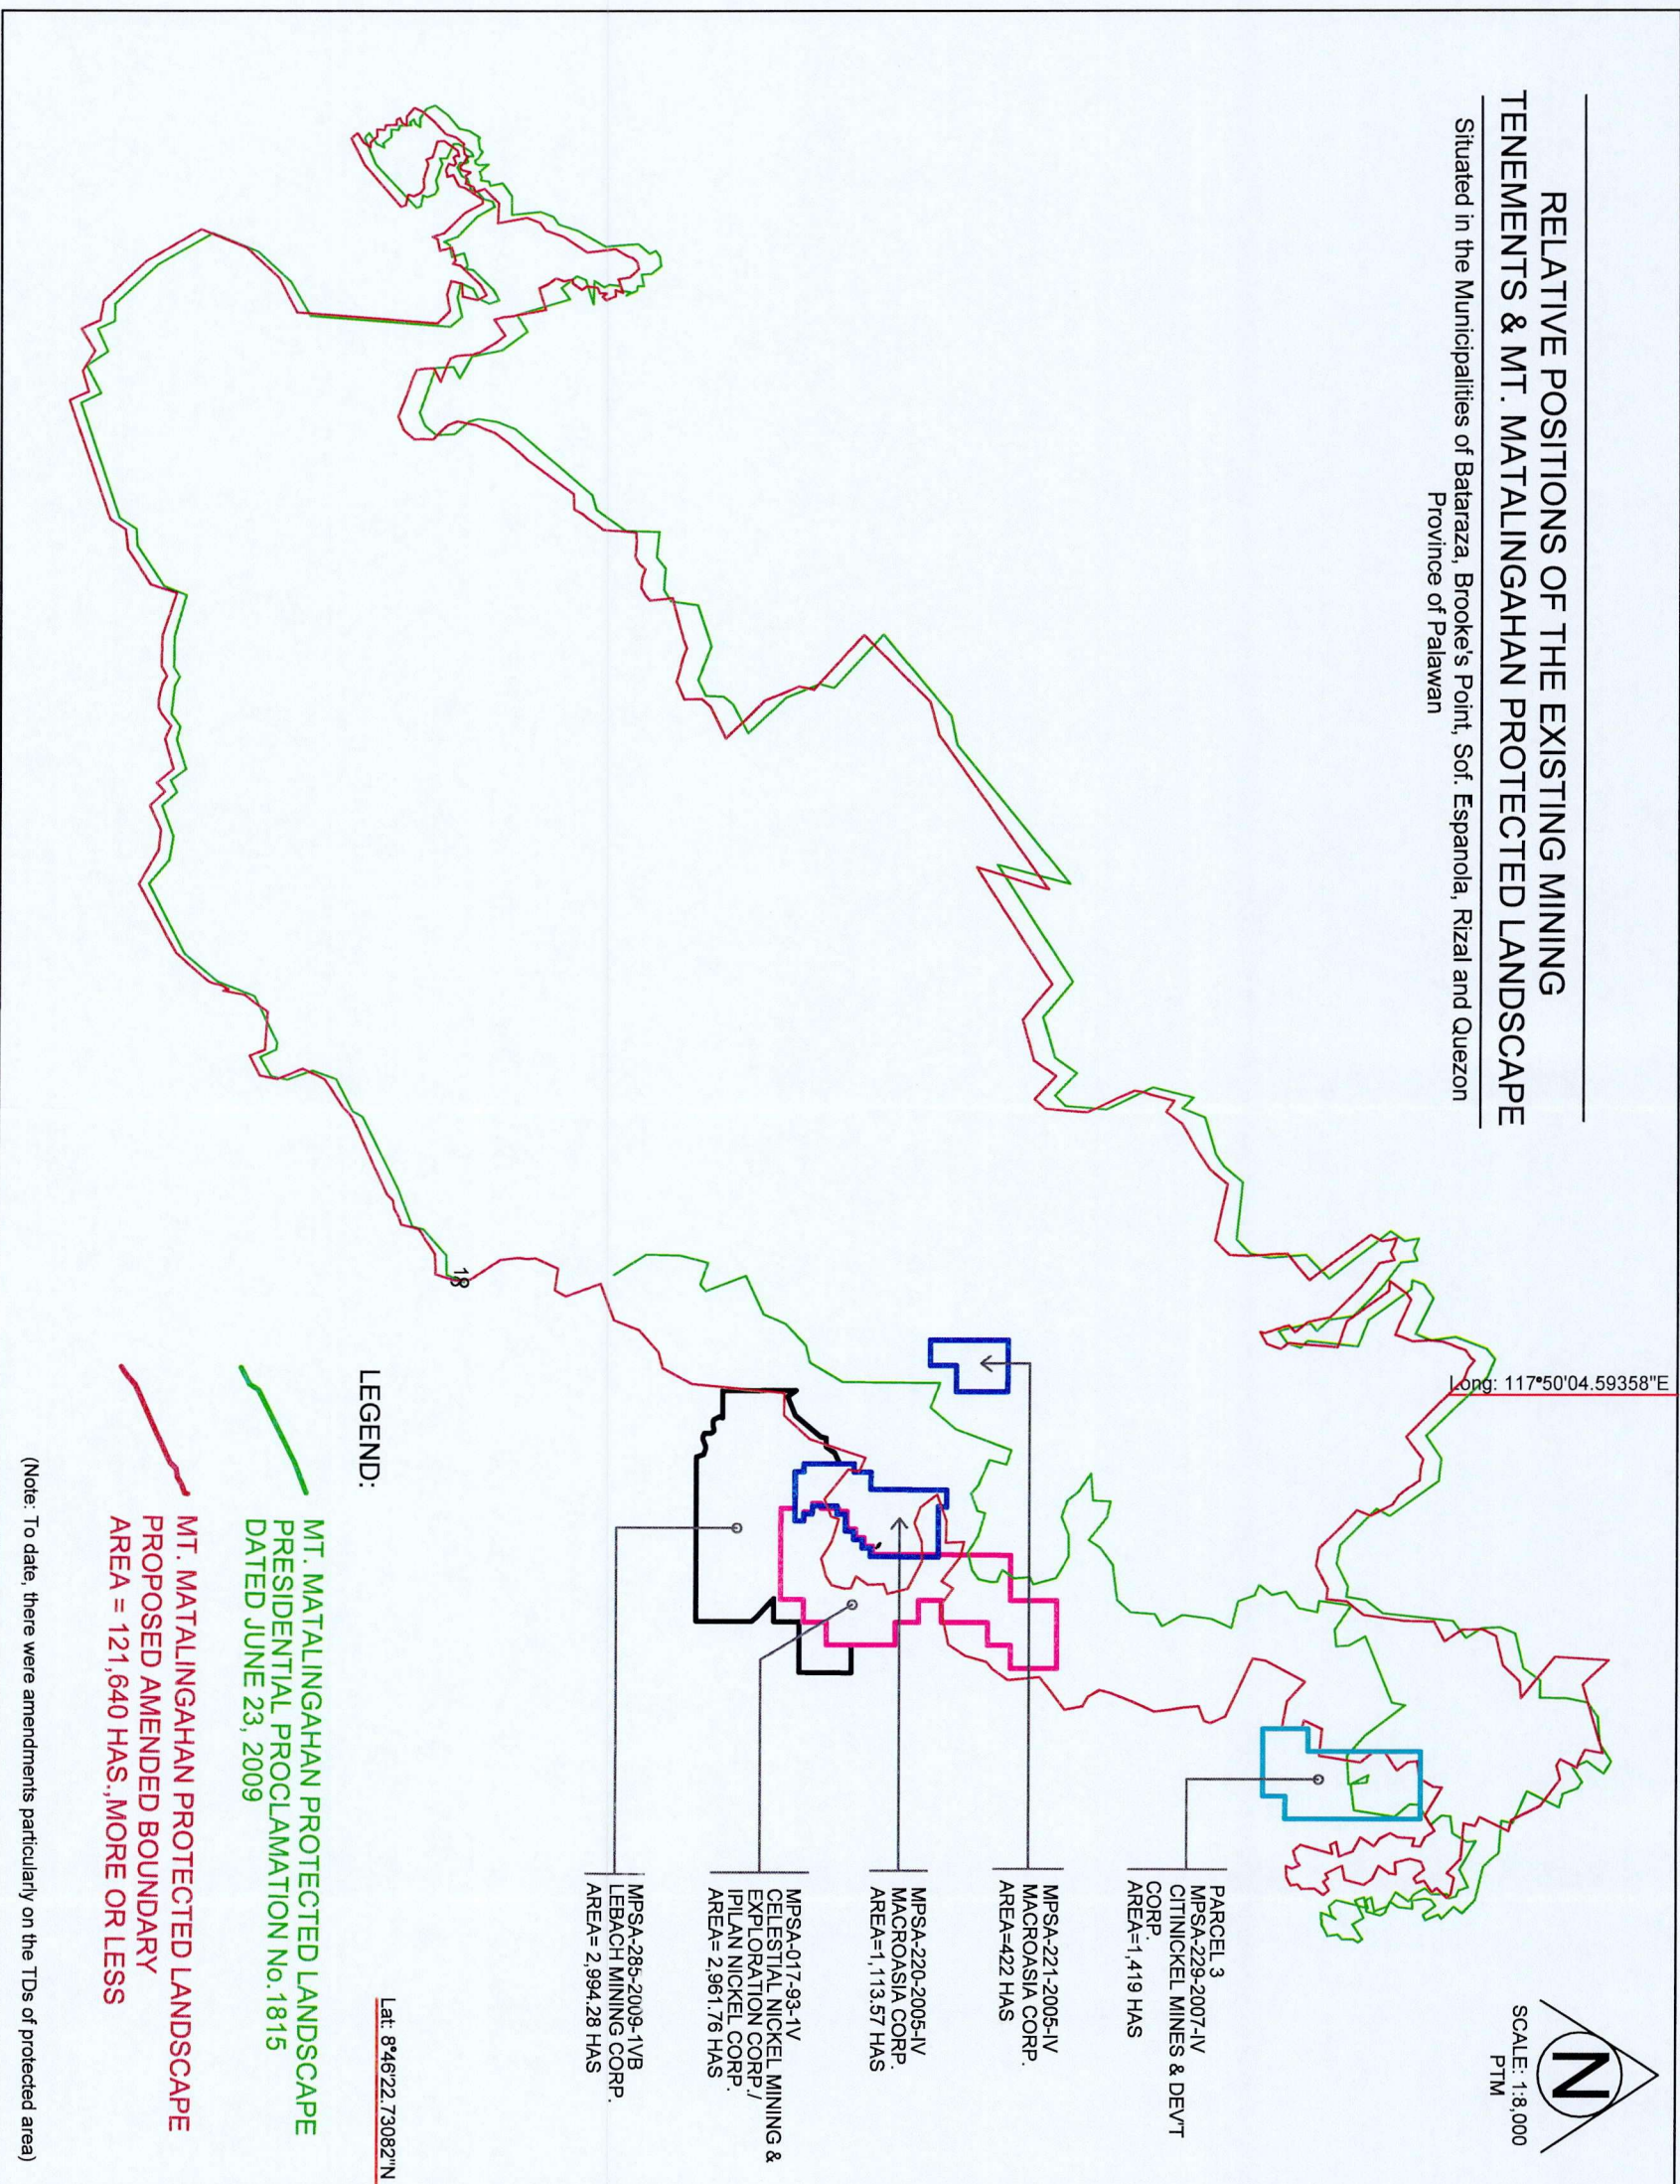 RELATIVE POSITIONS OF THE EXISTING MINING
TENEMENTS & MT. MATALINGAHAN PROTECTED LANDSCAPE
Situated in the Municipalities of Bataraza, Brooke's Point, Sof. Espanola, Rizal and Quezon
Province of Palawan
N
SCALE: 1:8,000
PTM
Long: 117°50'04.59358"E
PARCEL 3
MPSA-229-2007-IV
CITINICKEL MINES & DEV'T
CORP.
AREA=1,419 HAS
MPSA-221-2005-IV
MACROASIA CORP.
AREA=422 HAS
MPSA-220-2005-IV
MACROASIA CORP.
AREA=1,113.57 HAS
MPSA-017-93-1V
CELESTIAL NICKEL MINING &
EXPLORATION CORP./
IPILAN NICKEL CORP.
AREA= 2,961.76 HAS
MPSA-285-2009-1VB
LEBACH MINING CORP.
AREA= 2,994.28 HAS
Lat: 8°46'22.73082"N
LEGEND:
MT. MATALINGAHAN PROTECTED LANDSCAPE
PRESIDENTIAL PROCLAMATION No.1815
DATED JUNE 23, 2009
MT. MATALINGAHAN PROTECTED LANDSCAPE
PROPOSED AMENDED BOUNDARY
AREA = 121,640 HAS.,MORE OR LESS
(Note: To date, there were amendments particularly on the TDs of protected area)